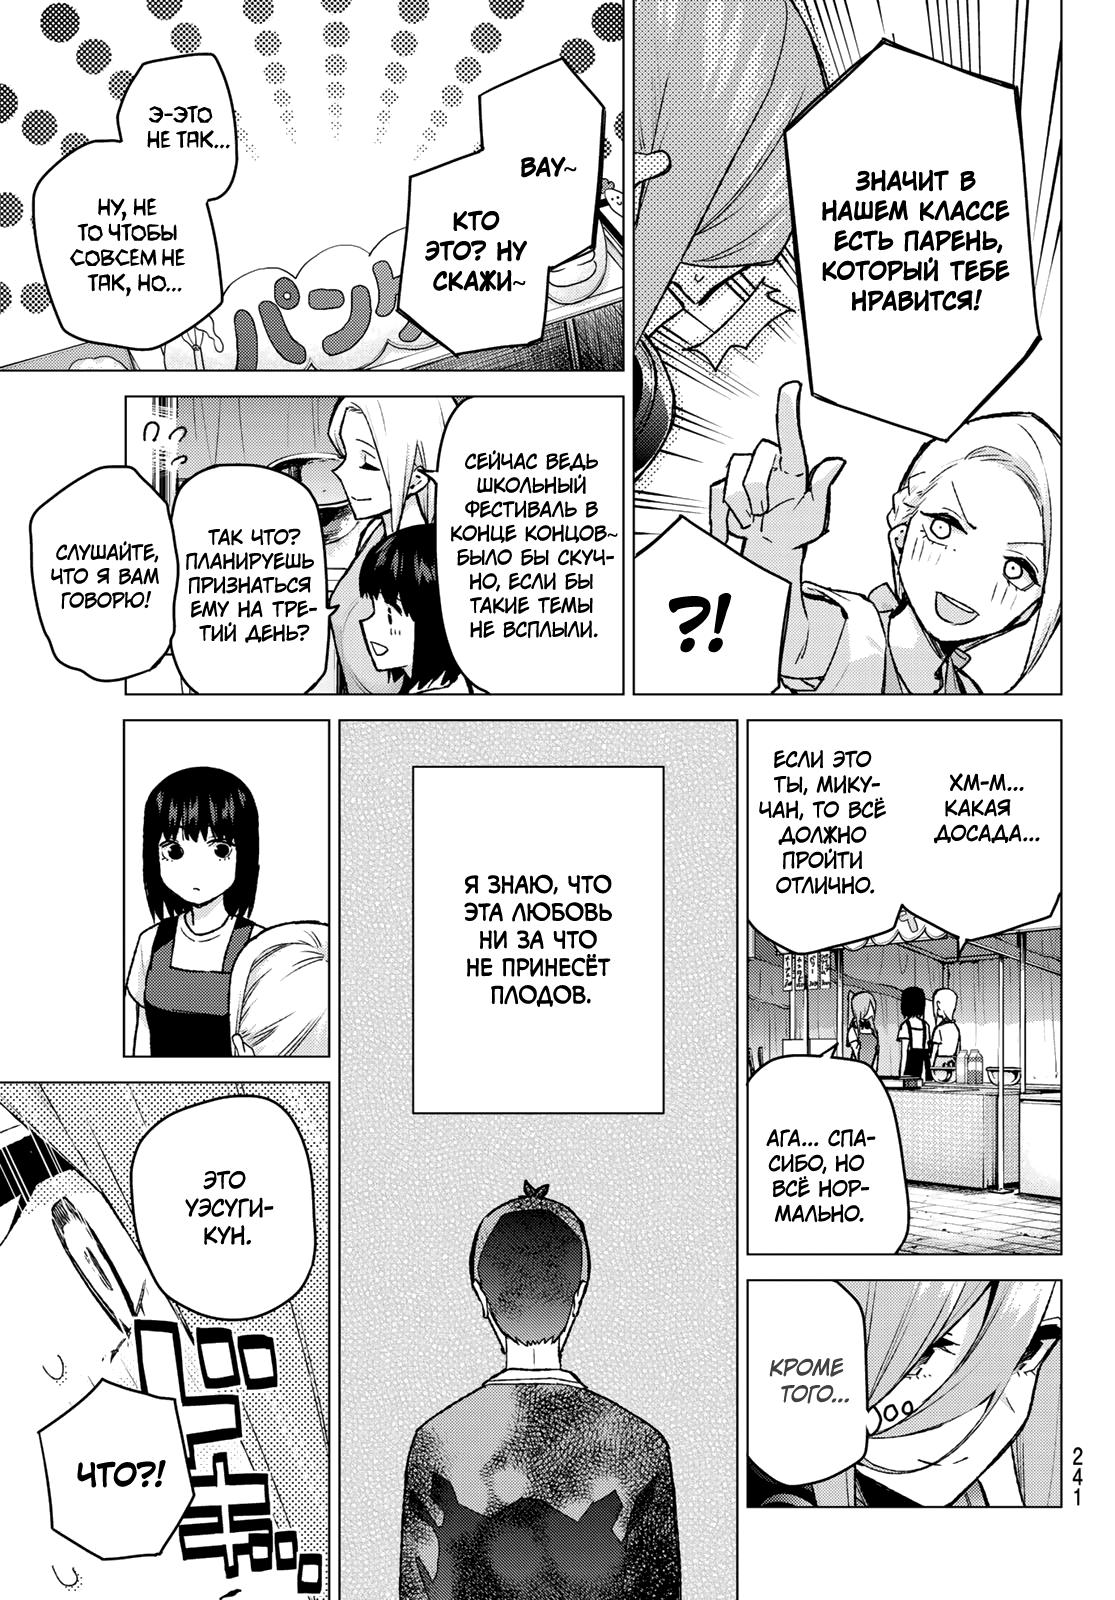 ЗНАЧИТ В
НАШЕМ КЛАССЕ
ЕСТЬ ПАРЕНЬ,
КОТОРЫЙ ТЕБЕ
НРАВИТСЯ!
?!
ВАУ~
КТО
ЭТО? НУ
СКАЖИ~
Э-ЭТО
НЕ ТАК...
НУ, НЕ
ТО ЧТОБЫ
СОВСЕМ НЕ
ТАК, НО...
パンケ
СЕЙЧАС ВЕДЬ
ШКОЛЬНЫЙ
ФЕСТИВАЛЬ В
КОНЦЕ КОНЦОВ~
БЫЛО БЫ СКУЧ-
НО, ЕСЛИ БЫ
ТАКИЕ ТЕМЫ
НЕ ВСПЛЫЛИ.
ТАК ЧТО?
ПЛАНИРУЕШЬ
ПРИЗНАТЬСЯ
ЕМУ НА ТРЕ-
ТИЙ ДЕНЬ?
СЛУШАЙТЕ,
ЧТО Я ВАМ
ГОВОРЮ!
ХМ-М...
КАКАЯ
ДОСАДА...
ЕСЛИ ЭТО
ТЫ, МИКУ-
ЧАН, ТО ВСЁ
ДОЛЖНО
ПРОЙТИ
ОТЛИЧНО.
АГА... СПА-
СИБО, НО
ВСЁ НОР-
МАЛЬНО.
КРОМЕ
ТОГО...
Я ЗНАЮ, ЧТО
ЭТА ЛЮБОВЬ
НИ ЗА ЧТО
НЕ ПРИНЕСЁТ
ПЛОДОВ.
ЭТО
УЭСУГИ-
КУН.
ЧТО?!
241